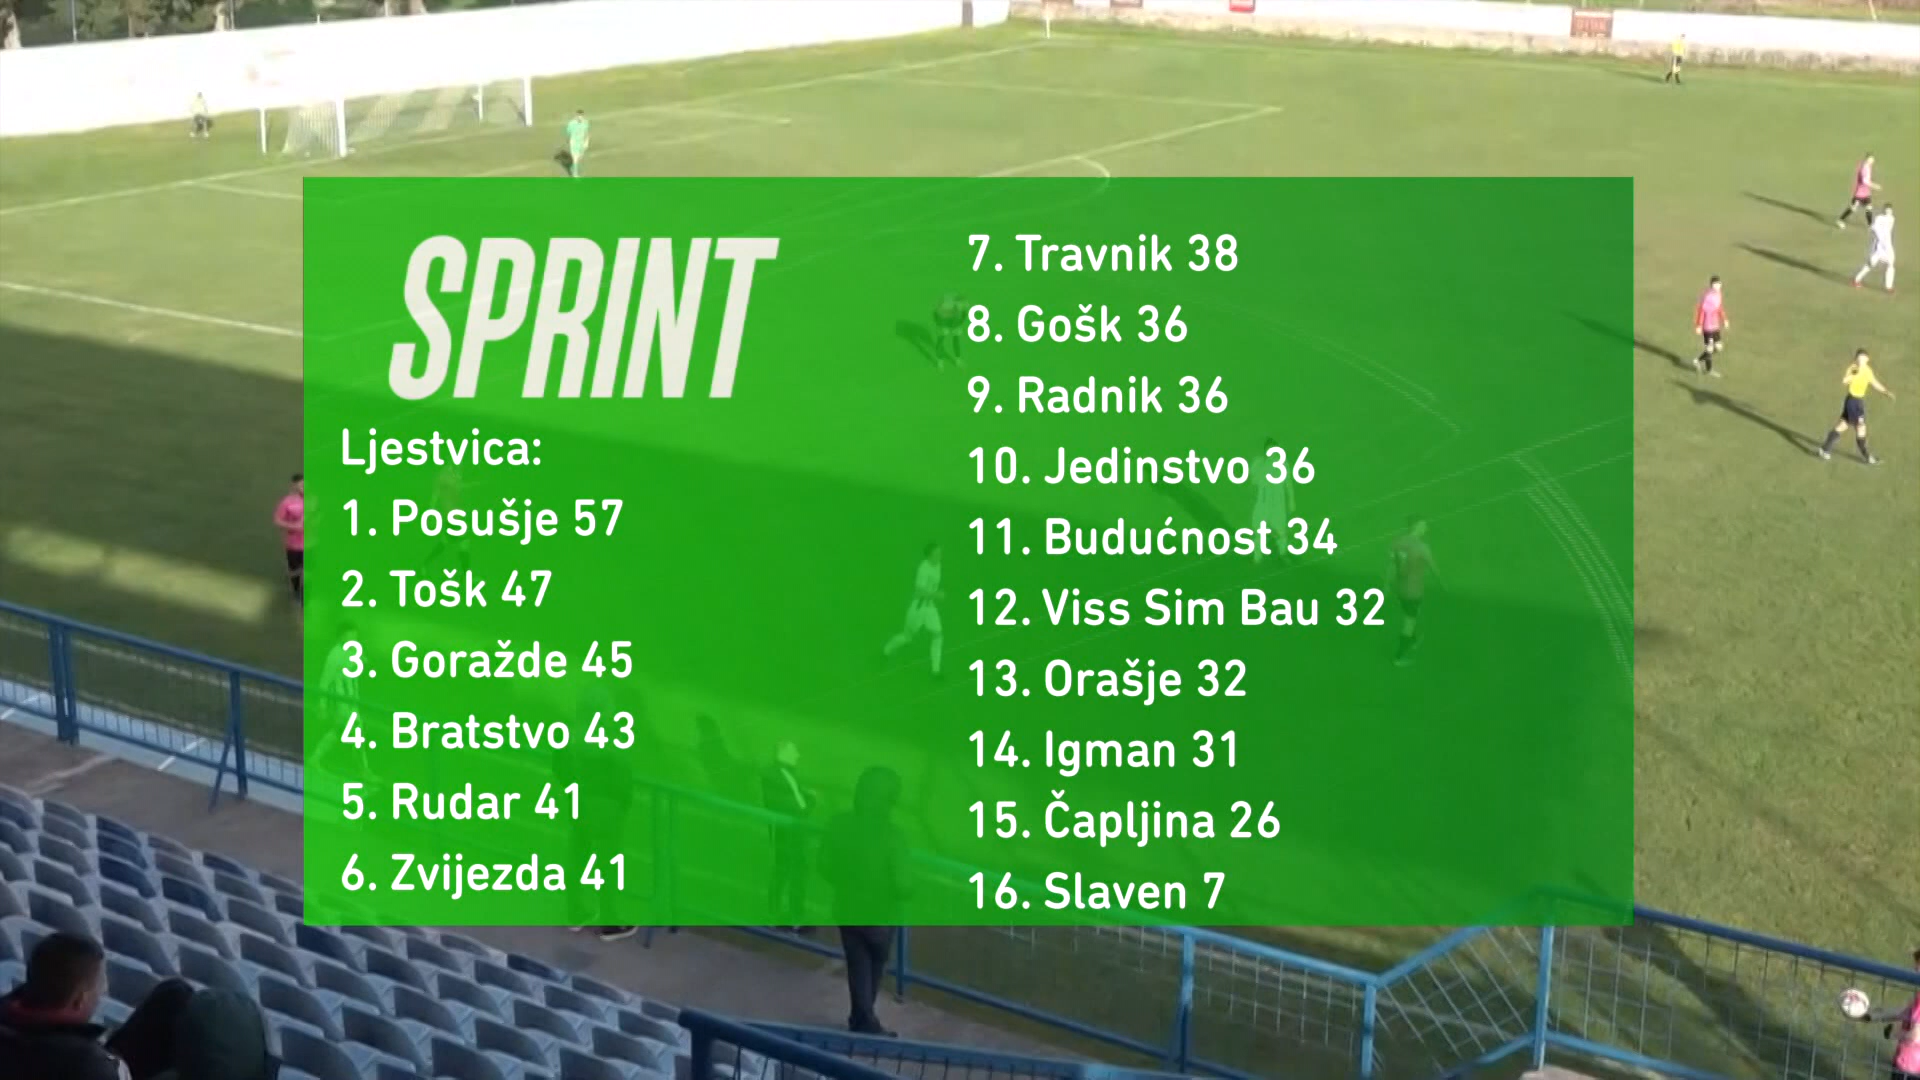 SPRINT
Ljestvica:
1. Posušje 57
2. Tošk 47
3. Goražde 45
4. Bratstvo 43
5. Rudar 41
6. Zvijezda 41
7. Travnik 38
8. Gošk 36
9. Radnik 36
10. Jedinstvo 36
11. Budućnost 34
12. Viss Sim Bau 32
13. Orašje 32
14. Igman 31
15. Čapljina 26
16. Slaven 7